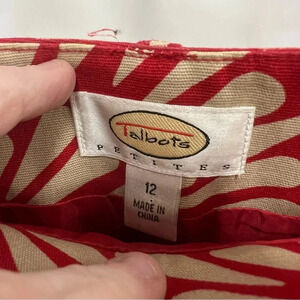 Talbots
PETITES
12
MADE IN
CHINA